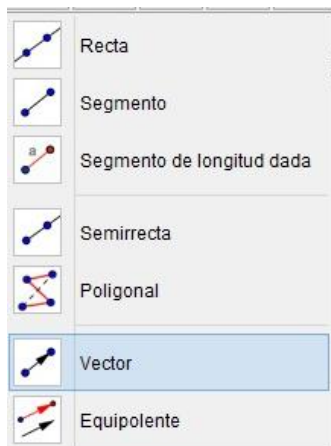 Recta
Segmento
a
Segmento de longitud dada
Semirrecta
Poligonal
Vector
Equipolente